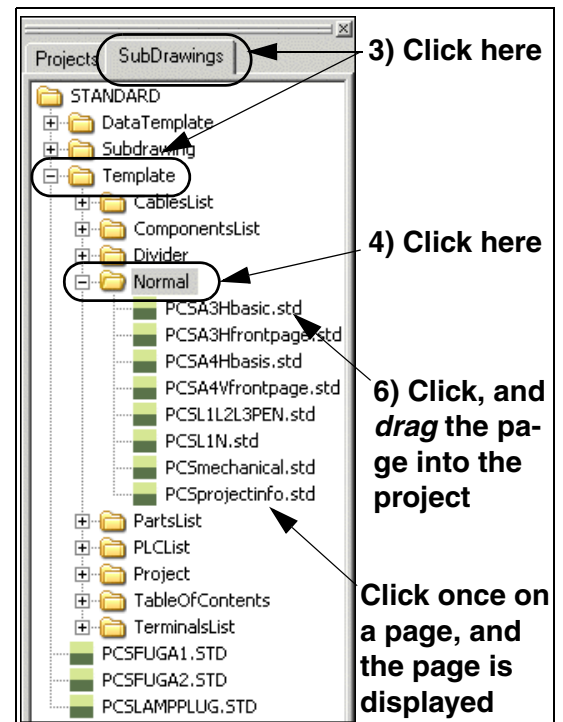 Projects SubDrawings
3) Click here
STANDARD
DataTemplate
Subdrawing
Template
CablesList
ComponentsList
Divider
4) Click here
Normal
PCSA3Hbasic.std
PCSA3Hfrontpage.std
PCSA4Hbasis.std
PCSA4Vfrontpage.std
PCSL1L2L3PEN.std
PCSL1N.std
PCSmechanical.std
PCSprojectinfo.std
6) Click, and
drag the pa-
ge into the
project
PartsList
PLCList
Project
TableOfContents
TerminalsList
PCSFUGA1.STD
PCSFUGA2.STD
PCSLAMPPLUG.STD
Click once on
a page, and
the page is
displayed